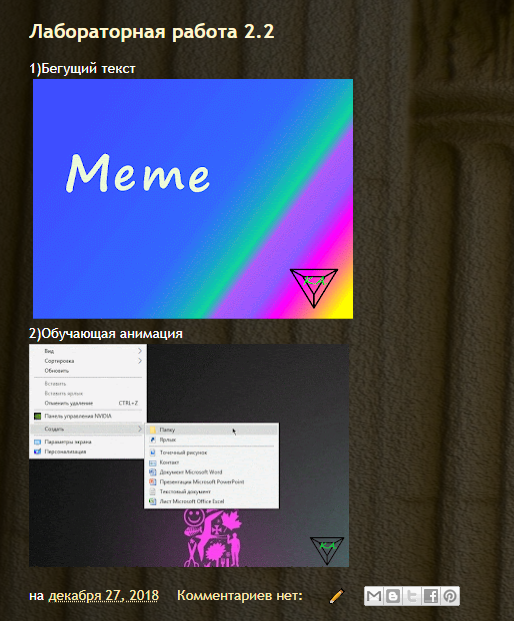 Лабораторная работа 2.2
1)Бегущий текст
Meme
2)Обучающая анимация
Вид
Сортировка
Обновить
Вставить
Вставить ярлык
Отменить удаление CTRL+Z
Панель управления NVIDIA
Создать
Параметры экрана
Персонализация
Папку
Ярлык
Точечный рисунок
Контакт
Документ Microsoft Word
Презентация Microsoft PowerPoint
Текстовый документ
Лист Microsoft Office Excel
на декабря 27, 2018 Комментариев нет: